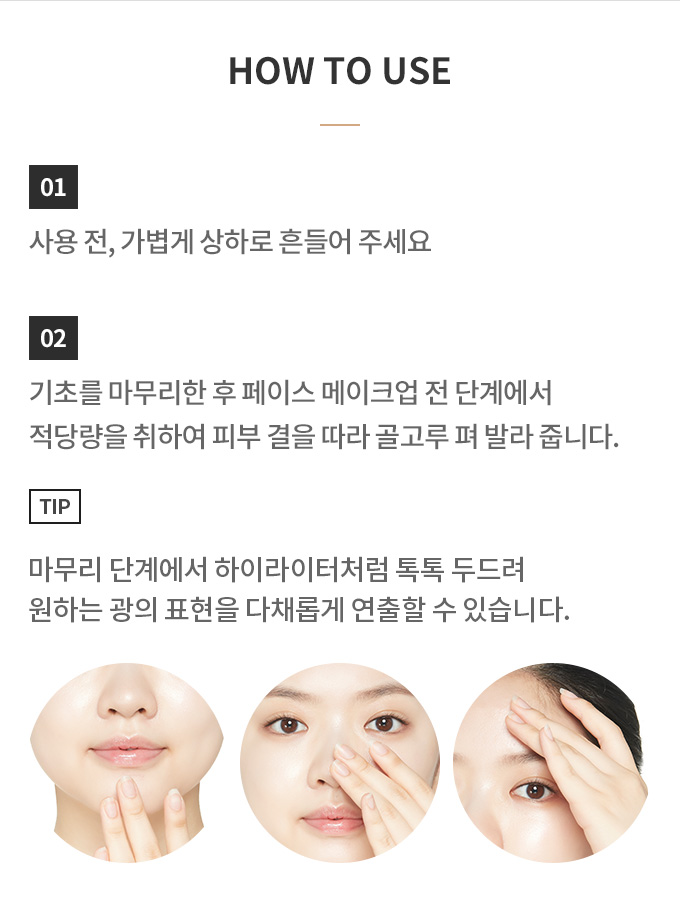 HOW TO USE
01
사용 전, 가볍게 상하로 흔들어 주세요
02
기초를 마무리한 후 페이스 메이크업 전 단계에서
적당량을 취하여 피부 결을 따라 골고루 펴 발라 줍니다.
TIP
마무리 단계에서 하이라이터처럼 톡톡 두드려
원하는 광의 표현을 다채롭게 연출할 수 있습니다.